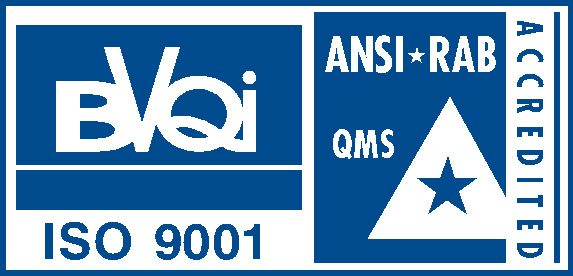 BVQi
ISO 9001
ANSI★RAB
QMS
ACCREDITED